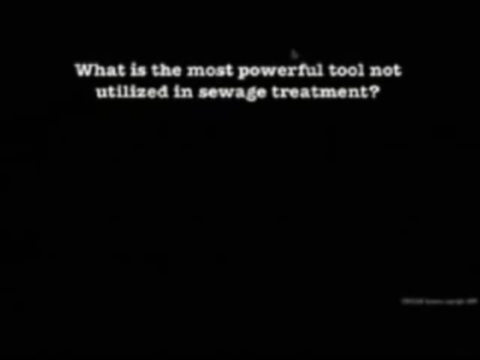 What is the most powerful tool not
utilized in sewage treatment?